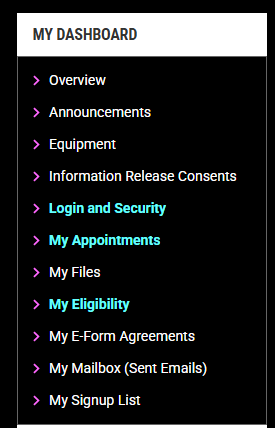 MY DASHBOARD
Overview
Announcements
Equipment
Information Release Consents
Login and Security
My Appointments
My Files
My Eligibility
My E-Form Agreements
My Mailbox (Sent Emails)
My Signup List